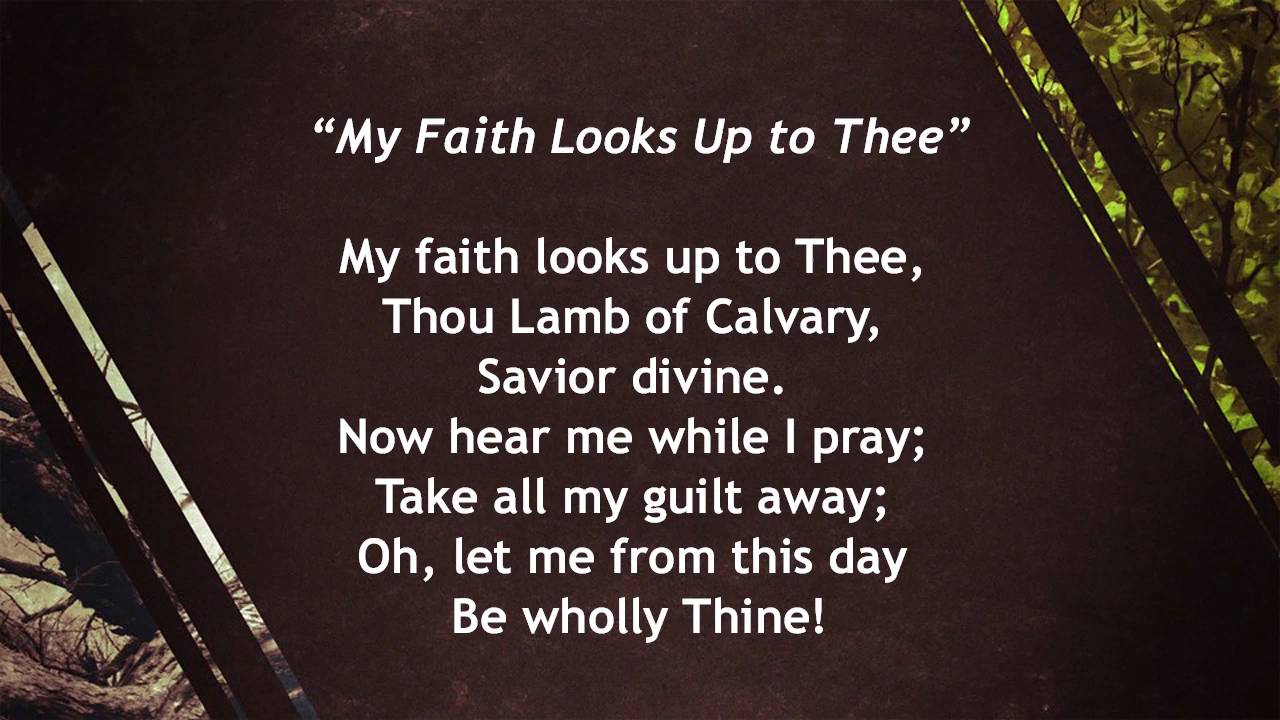 “My Faith Looks Up to Thee”
My faith looks up to Thee,
Thou Lamb of Calvary,
Savior divine.
Now hear me while I pray;
Take all my guilt away;
Oh, let me from this day
Be wholly Thine!